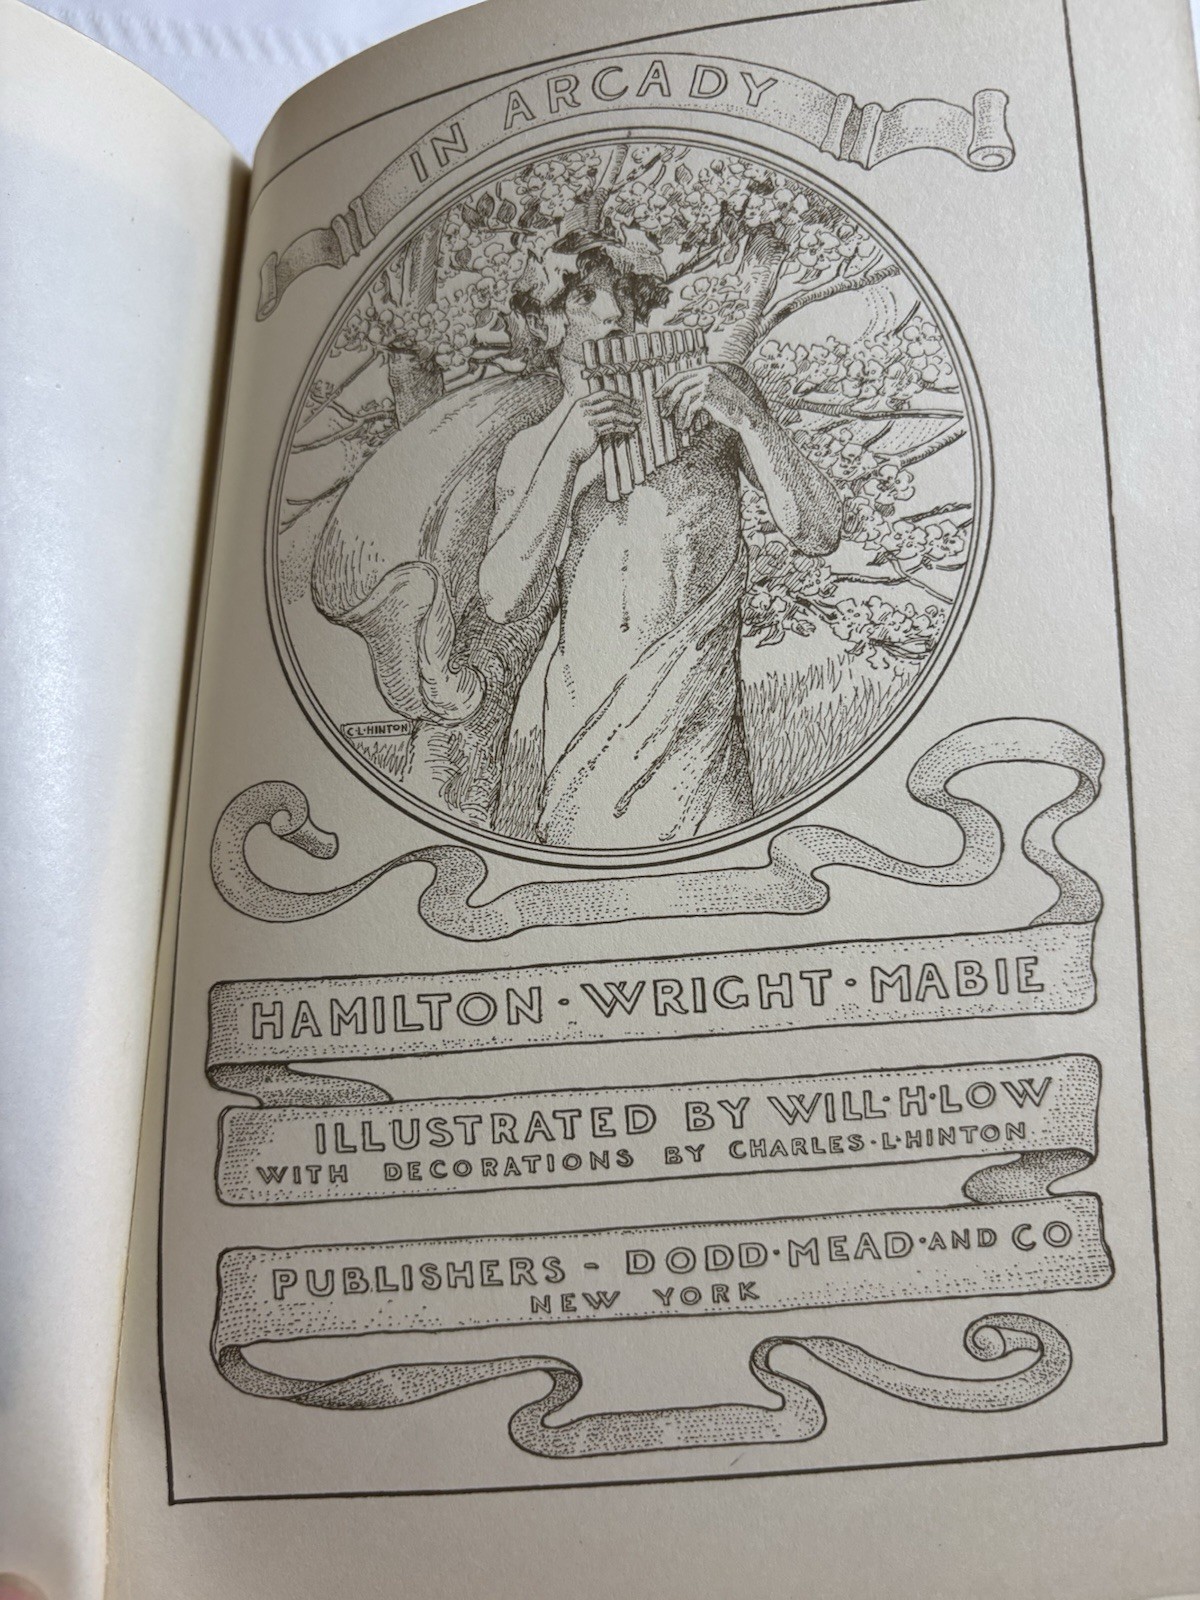 IN ARCADY
C·L·HINTON
HAMILTON · WRIGHT · MABIE
ILLUSTRATED BY WILL·H·LOW
WITH DECORATIONS BY CHARLES·L·HINTON
PUBLISHERS - DODD·MEAD·AND CO
NEW YORK